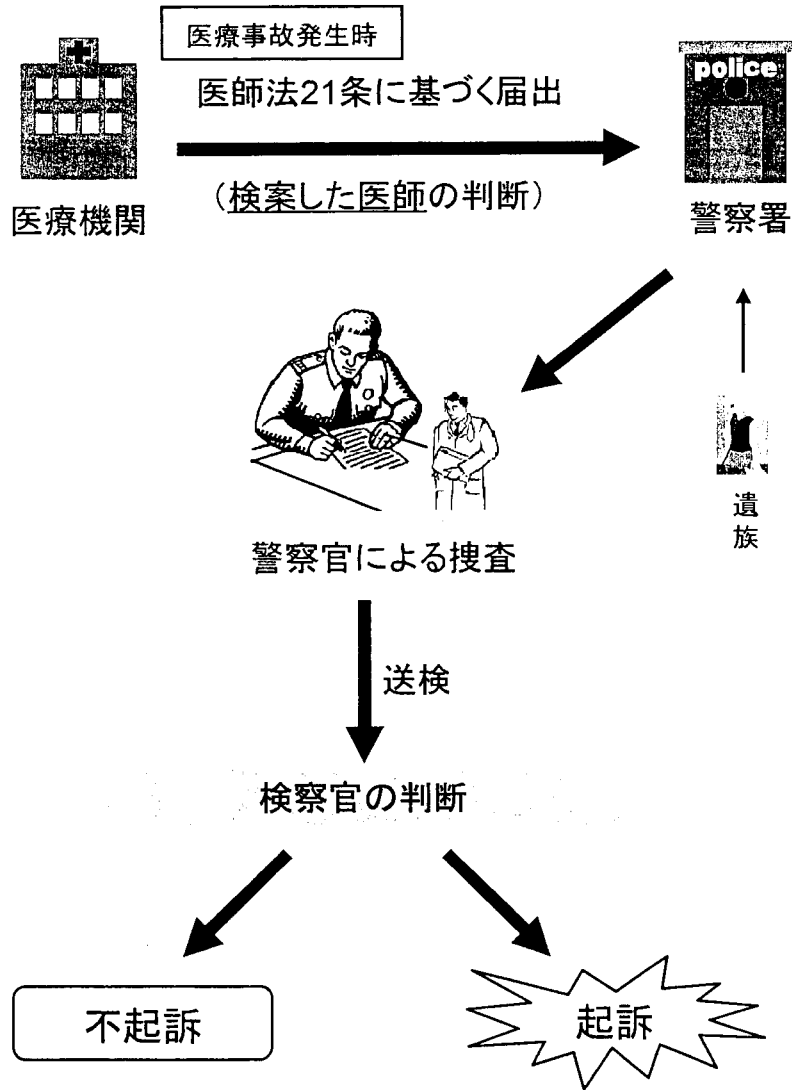 医療事故発生時
医師法21条に基づく届出
police
(検案した医師の判断)
医療機関
警察署
遺族
警察官による捜査
送検
検察官の判断
不起訴
起訴